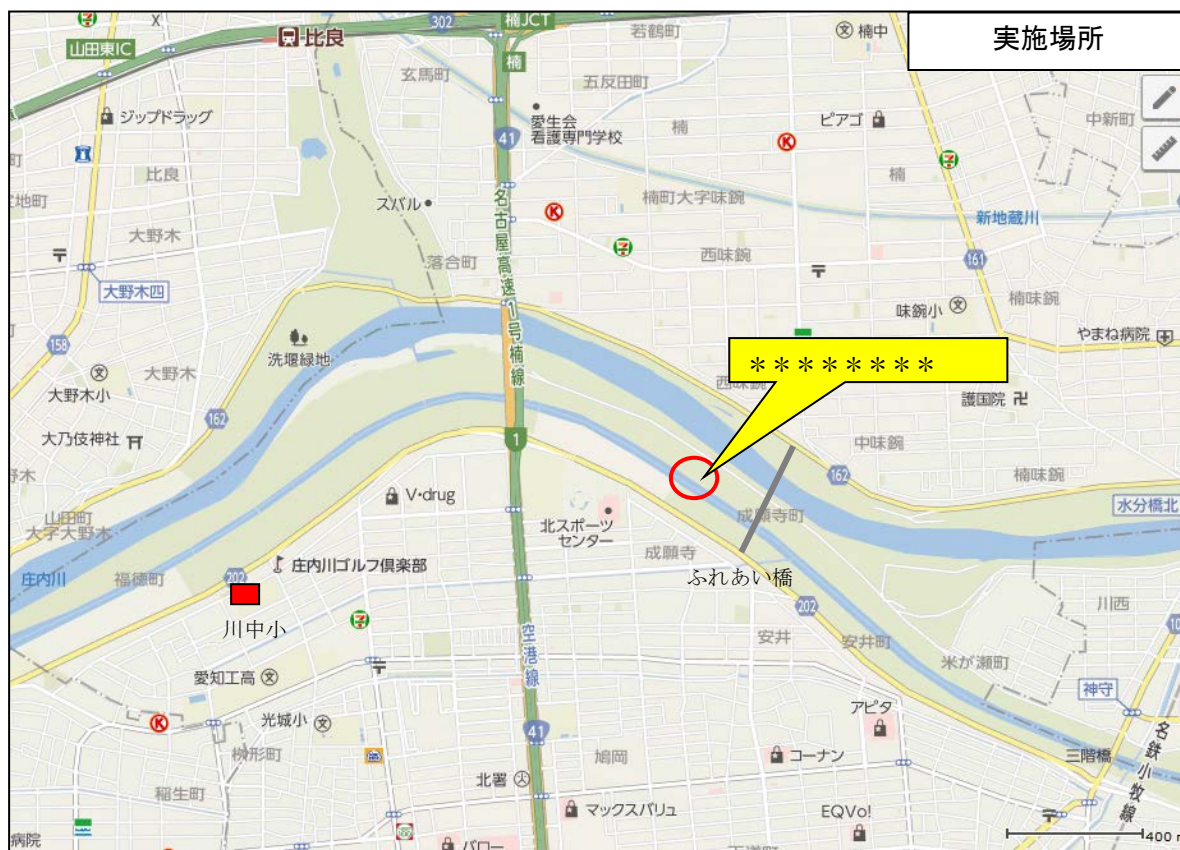 実施場所
302
楠JCT
若鶴町
楠中
山田東IC
比良
楠
玄馬町
五反田町
ジップドラッグ
41
愛生会
看護専門学校
楠
ピアゴ
中新町
比良
スバル
楠町大字味鋺
楠
大野木
名古屋高速1号楠線
新地蔵川
落合町
西味鋺
161
大野木四
味鋺小
楠味鋺
やまね病院
158
洗堰緑地
********
大野木
大野木小
護国院
162
大乃伎神社
1
中味鋺
162
楠味鋺
V・drug
水分橋北
山田町
大字大野木
北スポーツ
センター
成願寺町
成願寺
庄内川
福徳町
202
庄内川ゴルフ倶楽部
ふれあい橋
川中小
202
川西
安井
安井町
空港線
米が瀬町
愛知工高
神守
光城小
アピタ
41
鳩岡
コーナン
三階橋
名鉄小牧線
北署
稲生町
マックスバリュ
EQVo!
病院
バロー